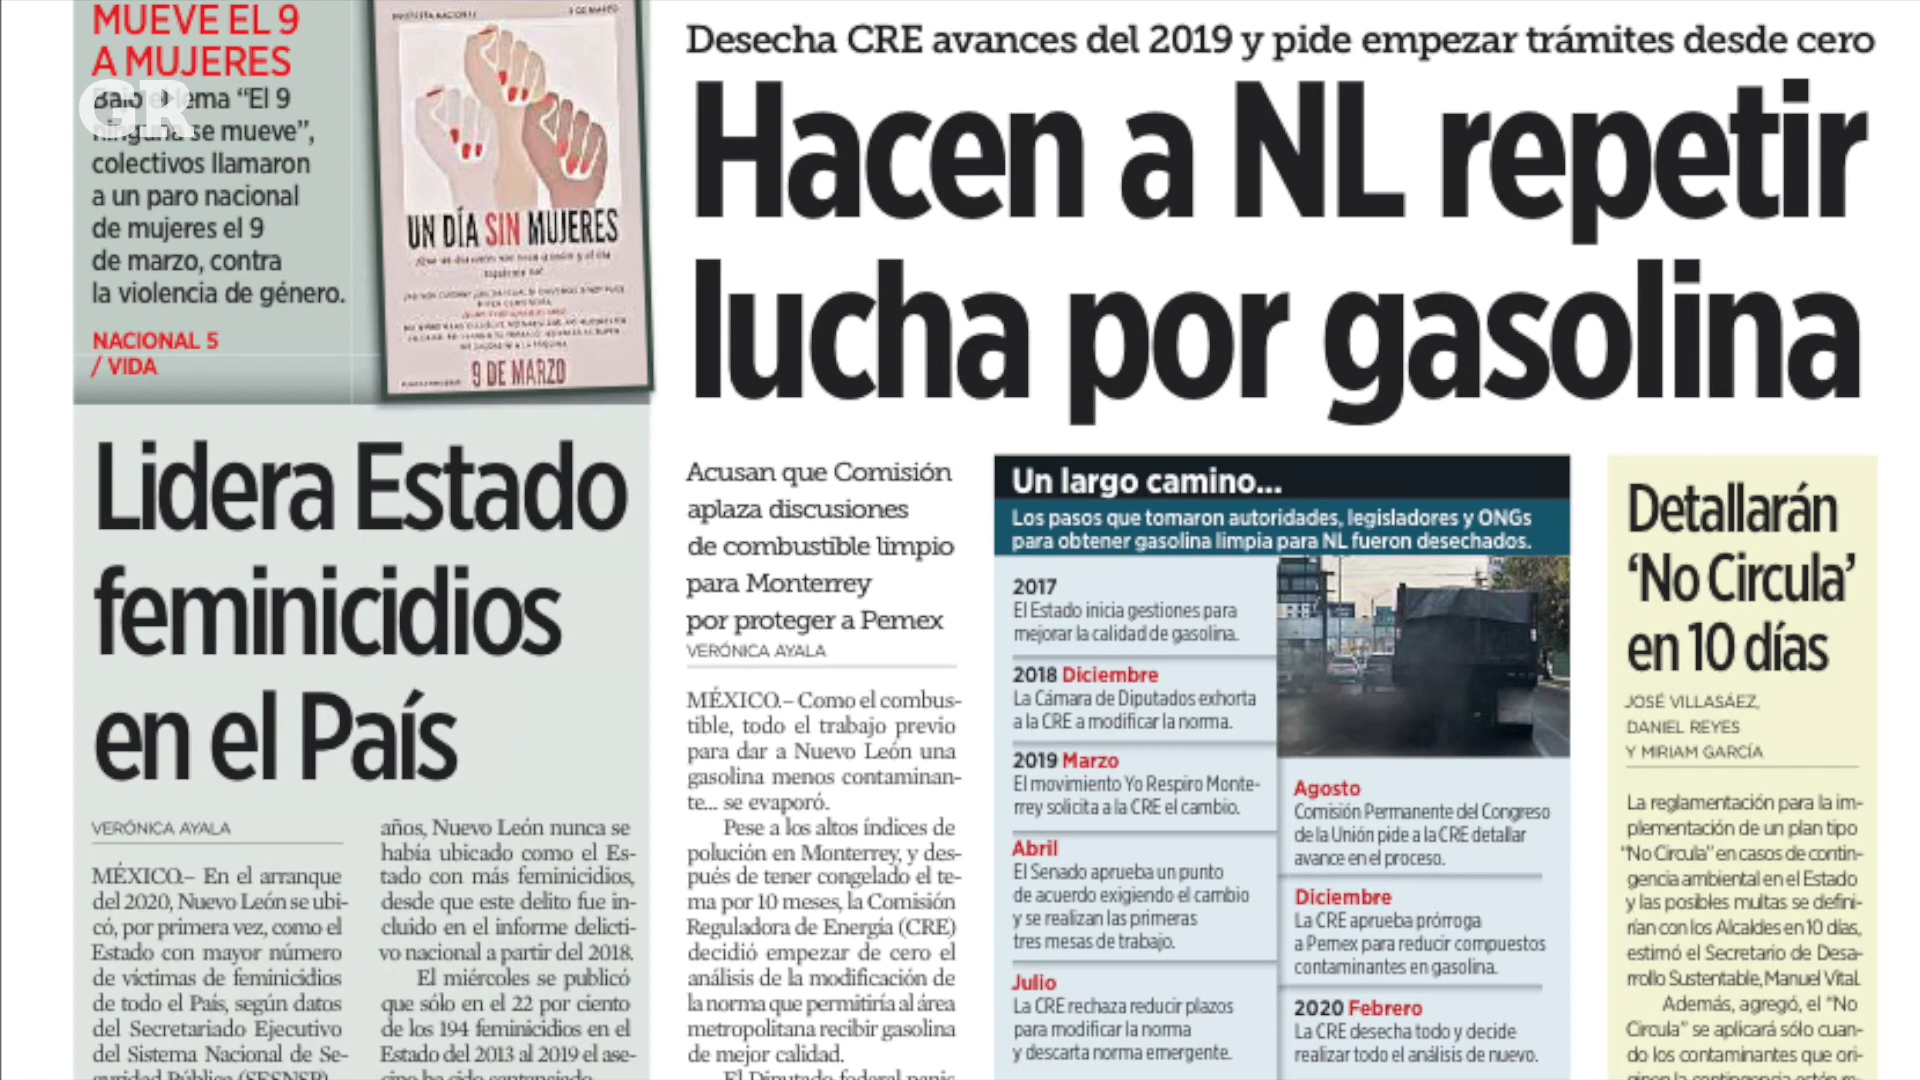 MUEVE EL 9
A MUJERES
Bajo el lema “El 9
ninguna se mueve”,
colectivos llamaron
a un paro nacional
de mujeres el 9
de marzo, contra
la violencia de género.
NACIONAL 5
/ VIDA
GR
9 DE MARZO
UN DÍA SIN MUJERES
9 DE MARZO
Lidera Estado
feminicidios
en el País
VERÓNICA AYALA
MÉXICO.– En el arranque
del 2020, Nuevo León se ubi-
có, por primera vez, como el
Estado con mayor número
de víctimas de feminicidios
de todo el País, según datos
del Secretariado Ejecutivo
del Sistema Nacional de Se-
guridad Pública (SESNSP).
años, Nuevo León nunca se
había ubicado como el Es-
tado con más feminicidios,
desde que este delito fue in-
cluido en el informe delicti-
vo nacional a partir del 2018.
El miércoles se publicó
que sólo en el 22 por ciento
de los 194 feminicidios en el
Estado del 2013 al 2019 el ase-
sino ha sido sentenciado.
Desecha CRE avances del 2019 y pide empezar trámites desde cero
Hacen a NL repetir
lucha por gasolina
Acusan que Comisión
aplaza discusiones
de combustible limpio
para Monterrey
por proteger a Pemex
VERÓNICA AYALA
MÉXICO.– Como el combus-
tible, todo el trabajo previo
para dar a Nuevo León una
gasolina menos contaminan-
te... se evaporó.
Pese a los altos índices de
polución en Monterrey, y des-
pués de tener congelado el te-
ma por 10 meses, la Comisión
Reguladora de Energía (CRE)
decidió empezar de cero el
análisis de la modificación de
la norma que permitiría al área
metropolitana recibir gasolina
de mejor calidad.
El Diputado federal panis-
Un largo camino...
Los pasos que tomaron autoridades, legisladores y ONGs
para obtener gasolina limpia para NL fueron desechados.
2017
El Estado inicia gestiones para
mejorar la calidad de gasolina.
2018 Diciembre
La Cámara de Diputados exhorta
a la CRE a modificar la norma.
2019 Marzo
El movimiento Yo Respiro Monte-
rrey solicita a la CRE el cambio.
Abril
El Senado aprueba un punto
de acuerdo exigiendo el cambio
y se realizan las primeras
tres mesas de trabajo.
Julio
La CRE rechaza reducir plazos
para modificar la norma
y descarta norma emergente.
Agosto
Comisión Permanente del Congreso
de la Unión pide a la CRE detallar
avance en el proceso.
Diciembre
La CRE aprueba prórroga
a Pemex para reducir compuestos
contaminantes en gasolina.
2020 Febrero
La CRE desecha todo y decide
realizar todo el análisis de nuevo.
Detallarán
‘No Circula’
en 10 días
JOSÉ VILLASÁEZ,
DANIEL REYES
Y MIRIAM GARCÍA
La reglamentación para la im-
plementación de un plan tipo
“No Circula” en casos de contin-
gencia ambiental en el Estado
y las posibles multas se defini-
rían con los Alcaldes en 10 días,
estimó el Secretario de Desa-
rrollo Sustentable, Manuel Vital.
Además, agregó, el “No
Circula” se aplicará sólo cuan-
do los contaminantes que ori-